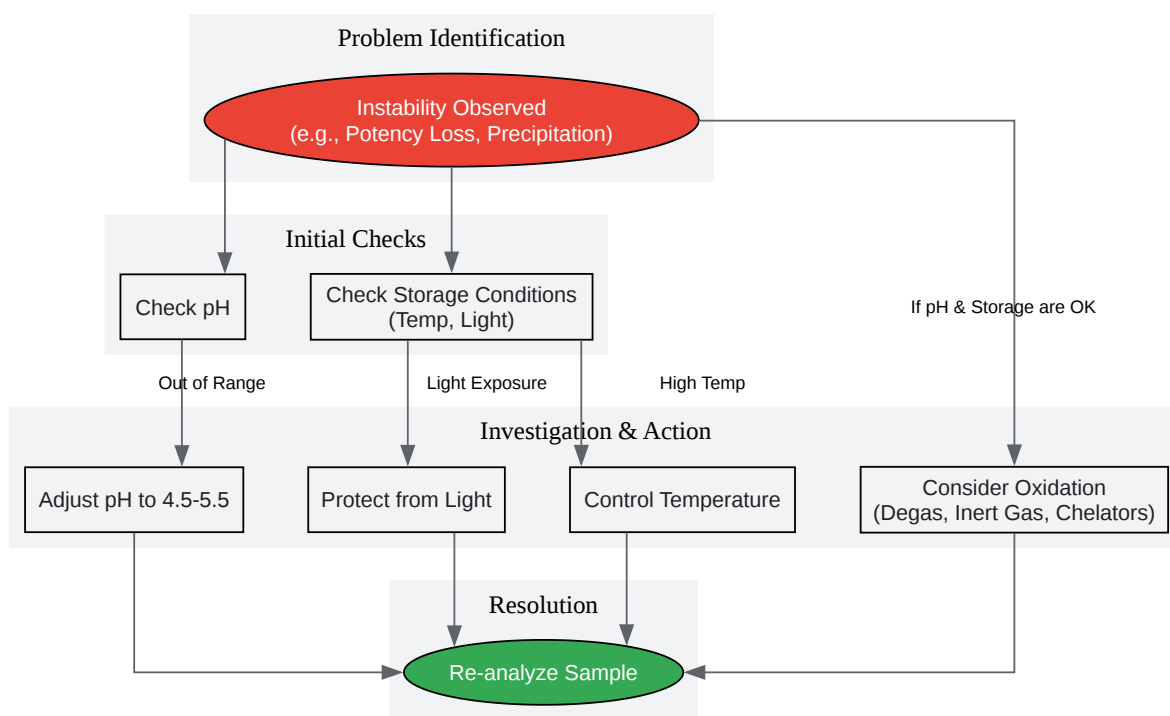 Problem Identification
Instability Observed
(e.g., Potency Loss, Precipitation)
Initial Checks
Check pH
Check Storage Conditions
(Temp, Light)
If pH & Storage are OK
Out of Range
Light Exposure
High Temp
Investigation & Action
Adjust pH to 4.5-5.5
Protect from Light
Control Temperature
Consider Oxidation
(Degas, Inert Gas, Chelators)
Resolution
Re-analyze Sample